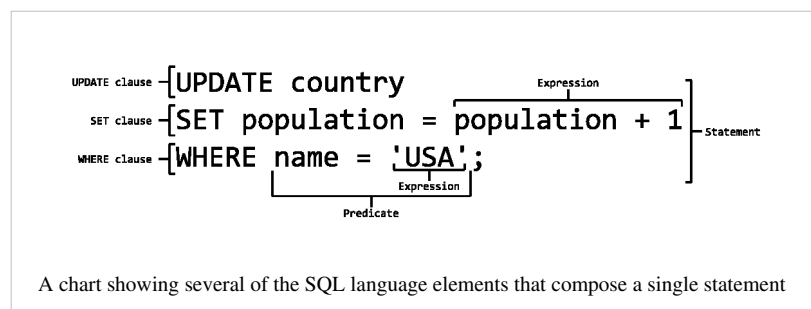 UPDATE clause UPDATE country
Expression
SET clause SET population = population + 1
Statement
WHERE clause WHERE name = 'USA';
Expression
Predicate
A chart showing several of the SQL language elements that compose a single statement